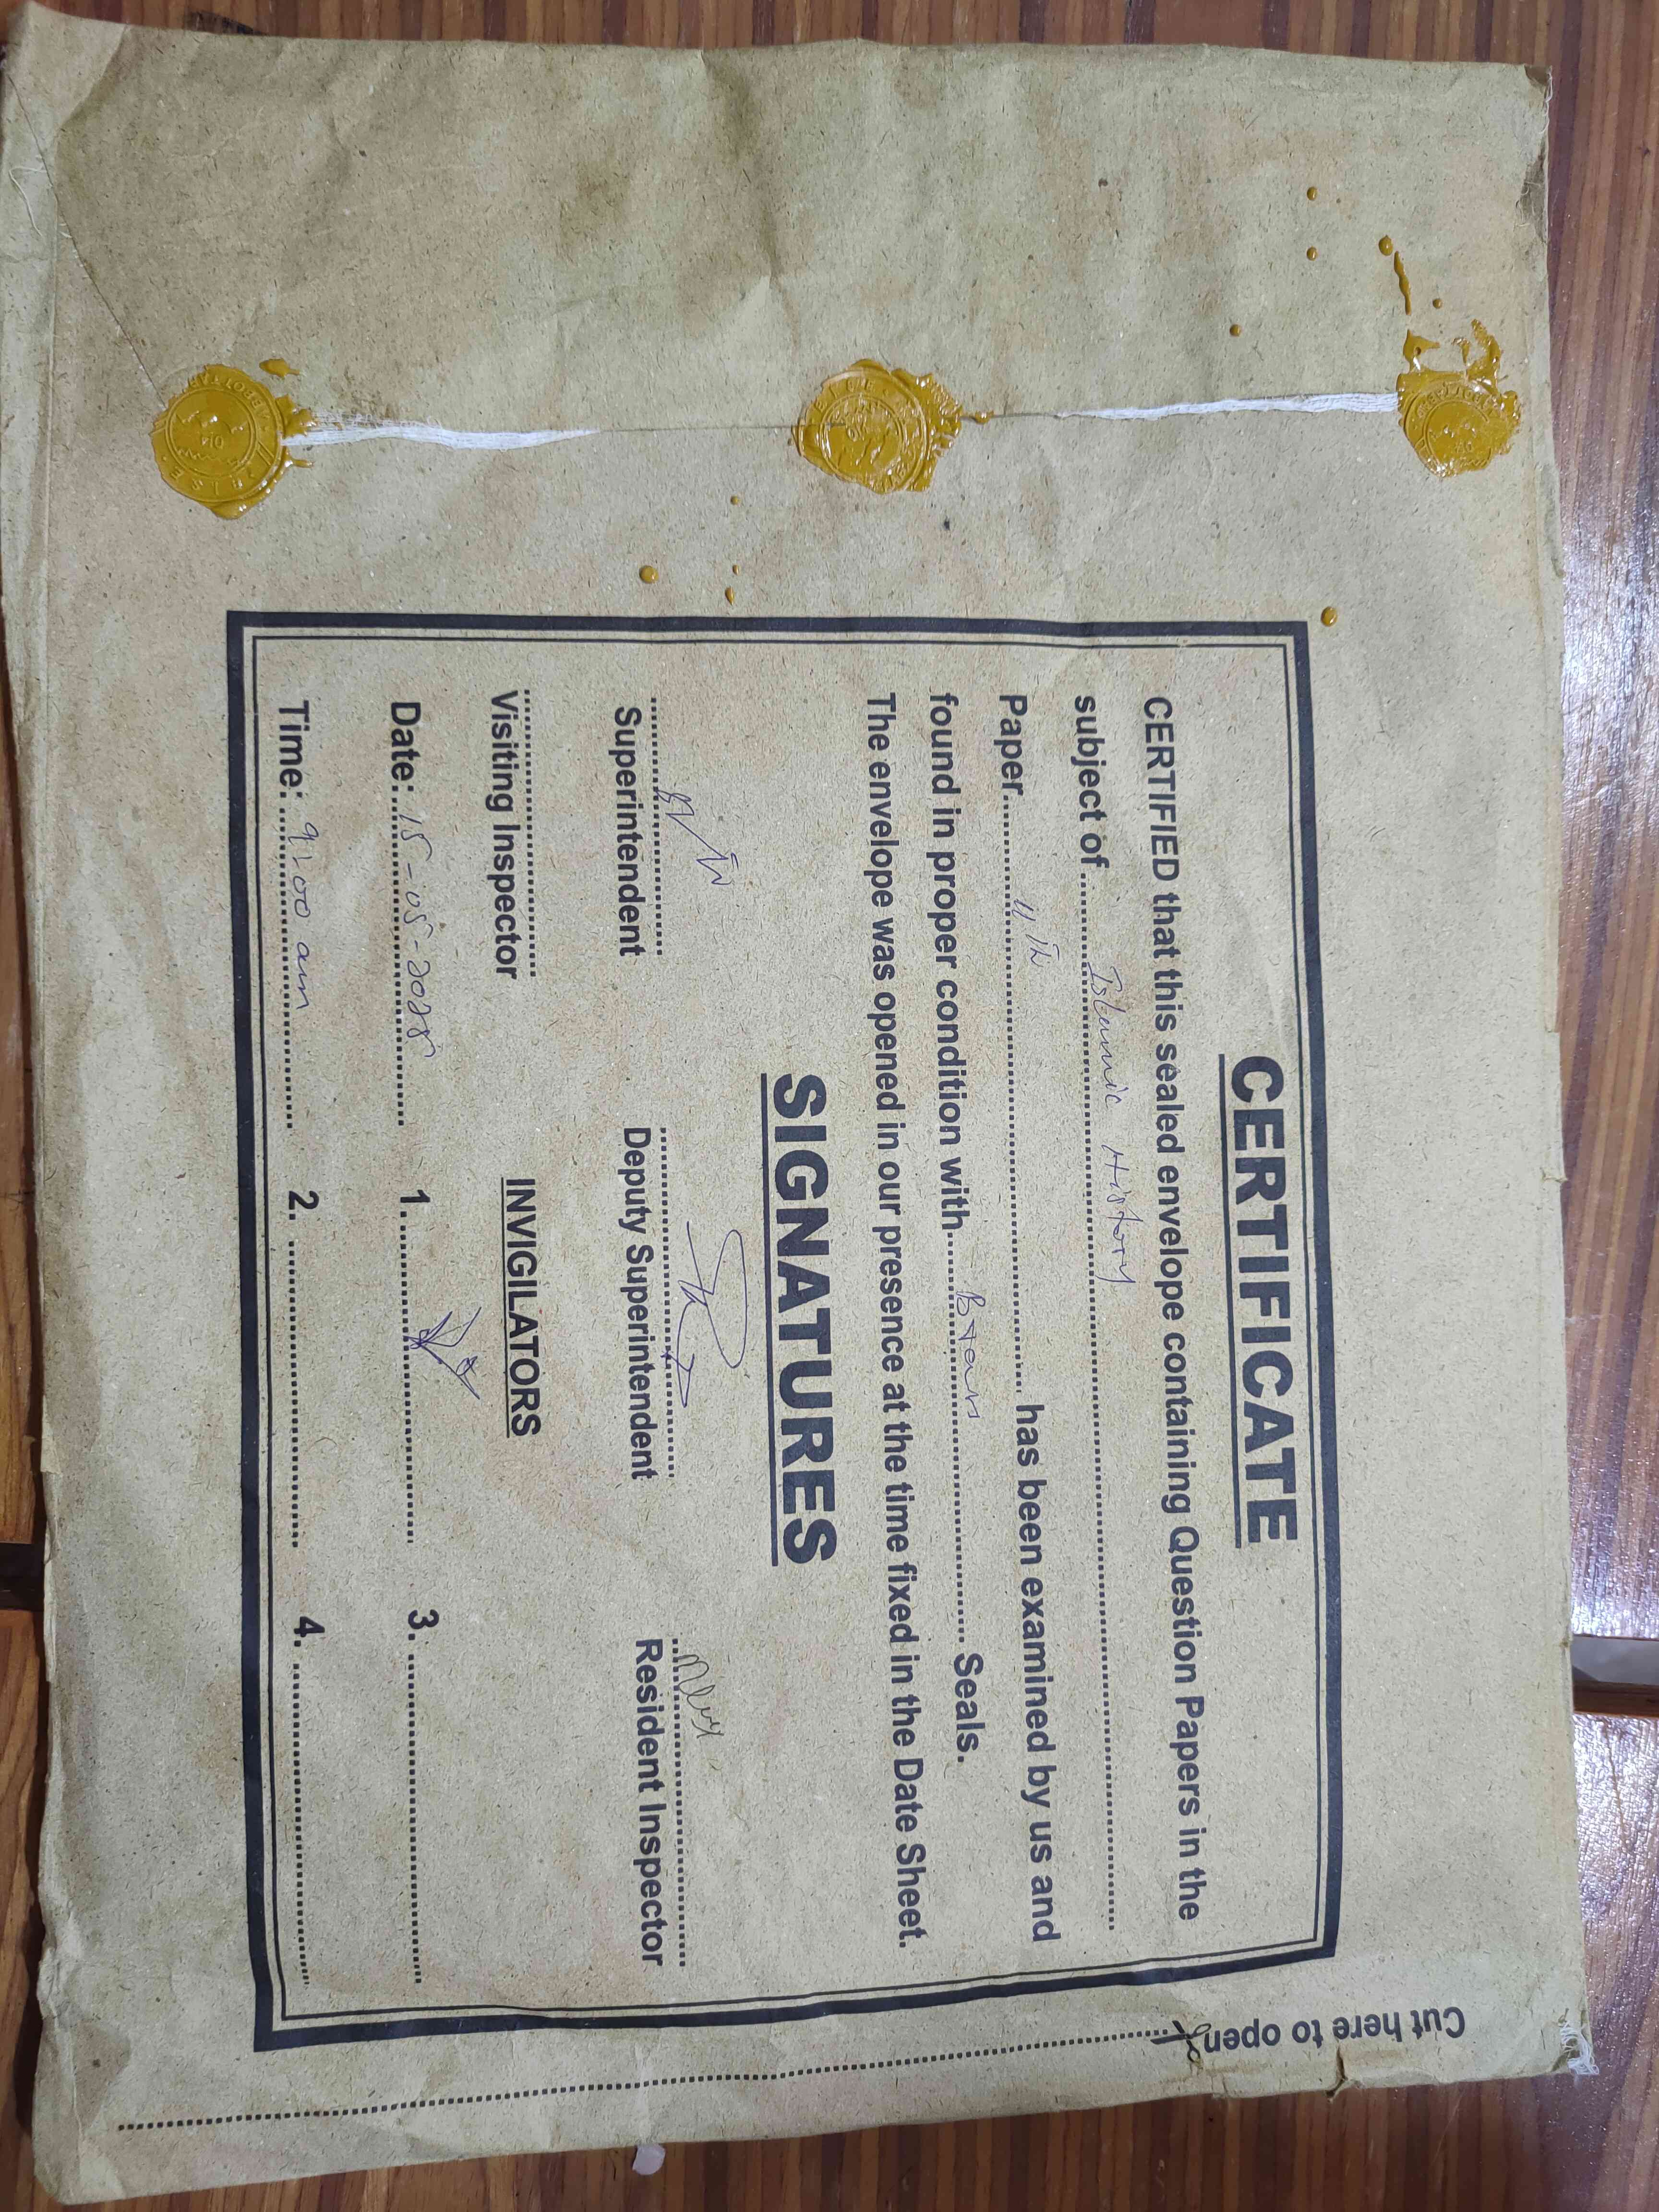 CERTIFICATE
CERTIFIED that this sealed envelope containing Question Papers in the
subject of Islamic History
Paper 11 th has been examined by us and
found in proper condition with Seals.
The envelope was opened in our presence at the time fixed in the Date Sheet.
SIGNATURES
Superintendent Deputy Superintendent Resident Inspector
Visiting Inspector INVIGILATORS
Date: 15-05-2025 1. 3.
Time: 9:00 am 2. 4.
Cut here to open